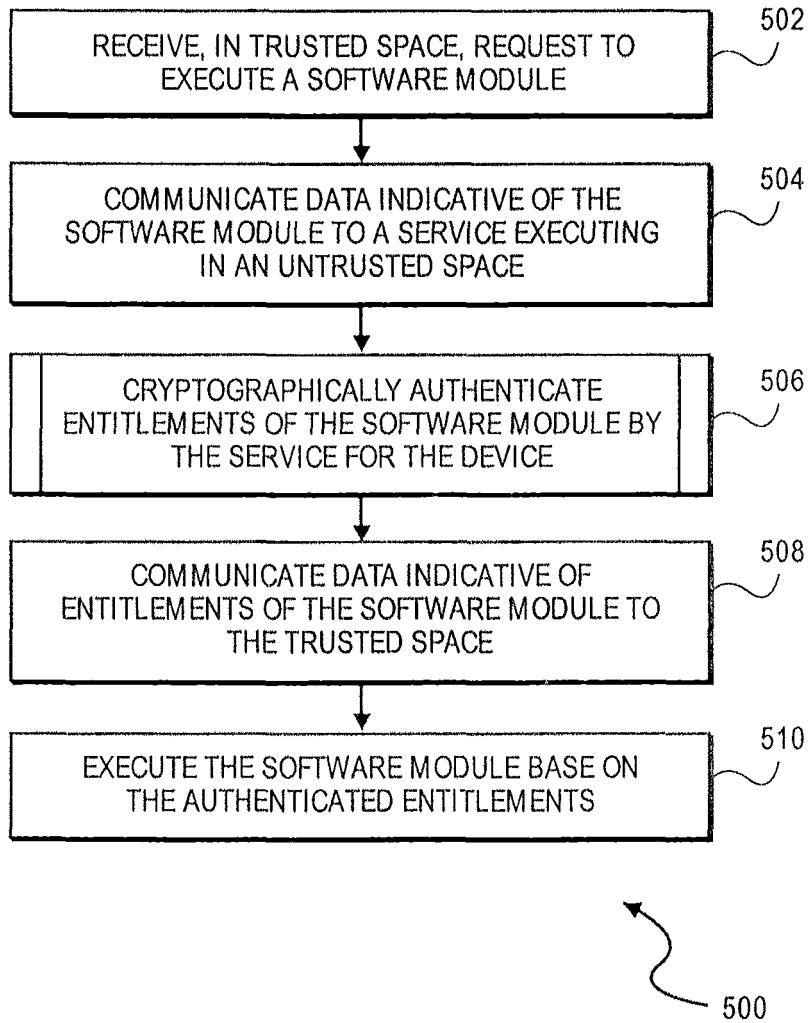 RECEIVE, IN TRUSTED SPACE, REQUEST TO
EXECUTE A SOFTWARE MODULE
502
COMMUNICATE DATA INDICATIVE OF THE
SOFTWARE MODULE TO A SERVICE EXECUTING
IN AN UNTRUSTED SPACE
504
CRYPTOGRAPHICALLY AUTHENTICATE
ENTITLEMENTS OF THE SOFTWARE MODULE BY
THE SERVICE FOR THE DEVICE
506
COMMUNICATE DATA INDICATIVE OF
ENTITLEMENTS OF THE SOFTWARE MODULE TO
THE TRUSTED SPACE
508
EXECUTE THE SOFTWARE MODULE BASE ON
THE AUTHENTICATED ENTITLEMENTS
510
500